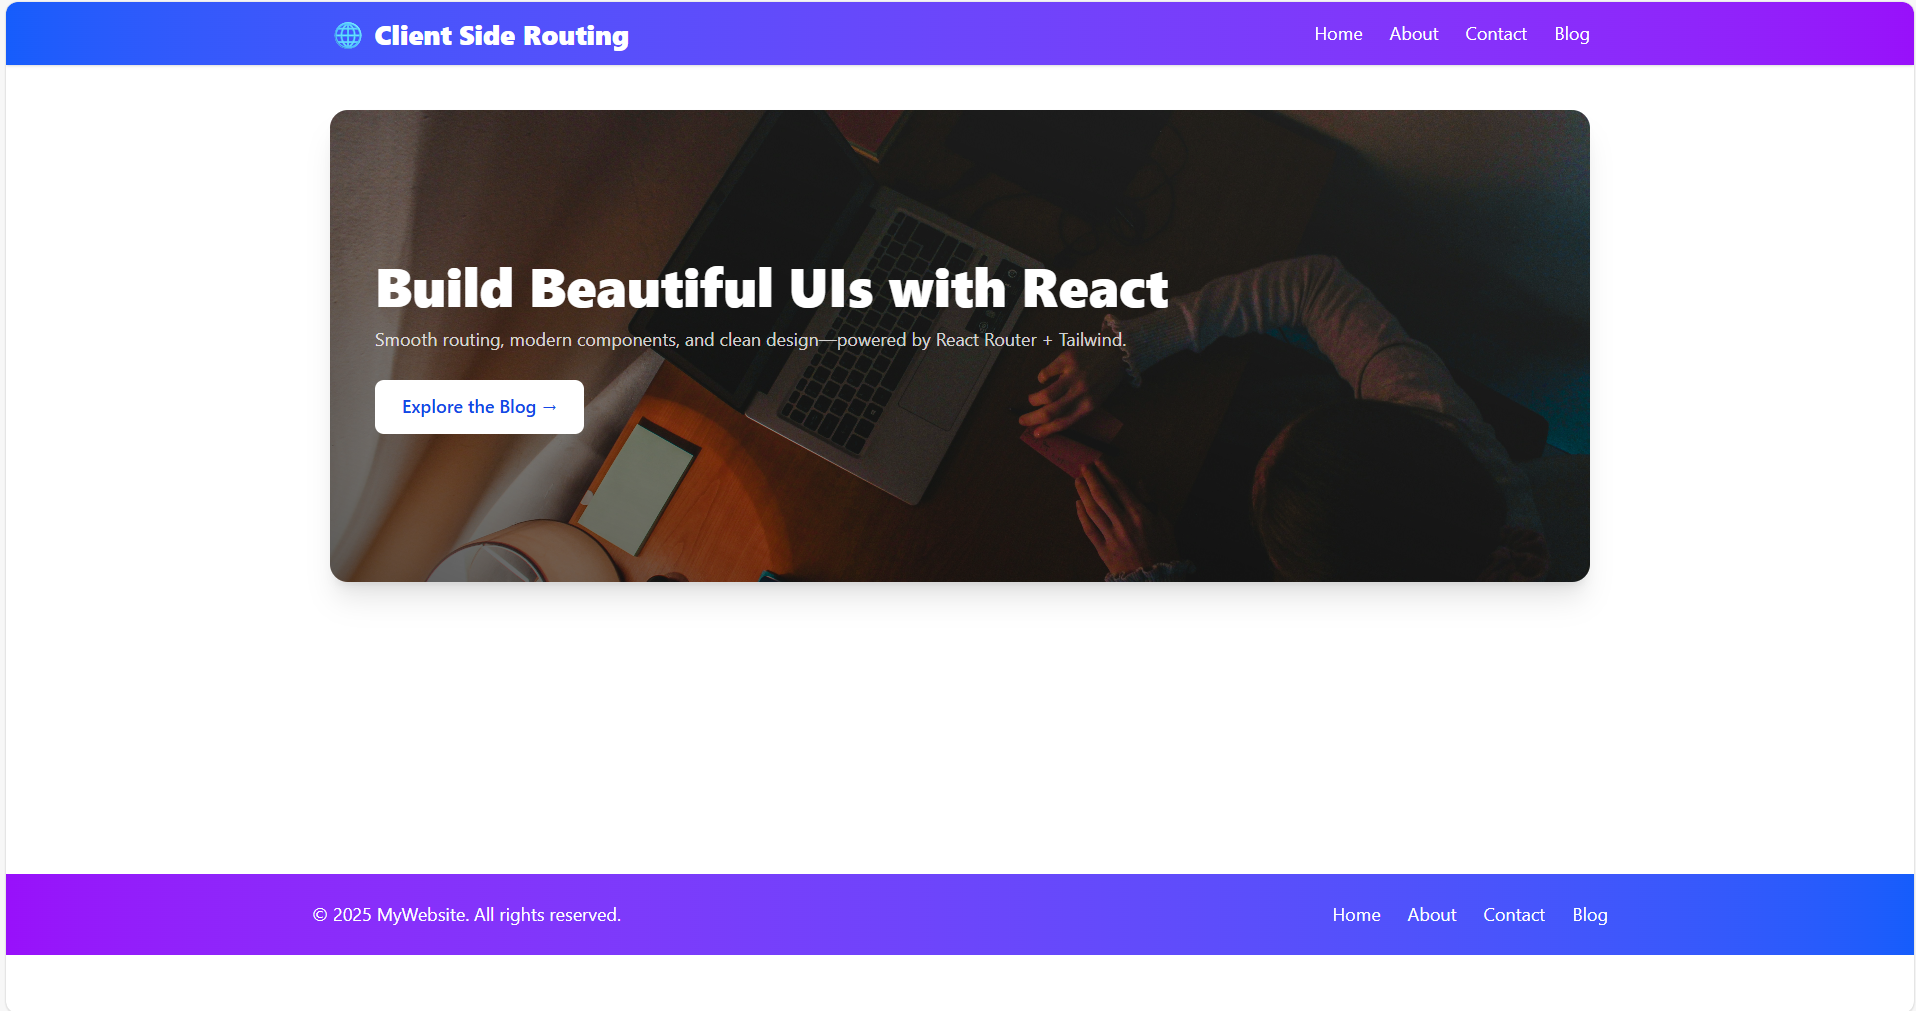 🌐 Client Side Routing
Home About Contact Blog
Build Beautiful UIs with React
Smooth routing, modern components, and clean design—powered by React Router + Tailwind.
Explore the Blog →
© 2025 MyWebsite. All rights reserved.
Home About Contact Blog